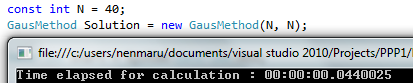 const int N = 40;
GausMethod Solution = new GausMethod(N, N);
file:///c:/users/nenmaru/documents/visual studio 2010/Projects/PPP1/
Time elapsed for calculation : 00:00:00.0440025